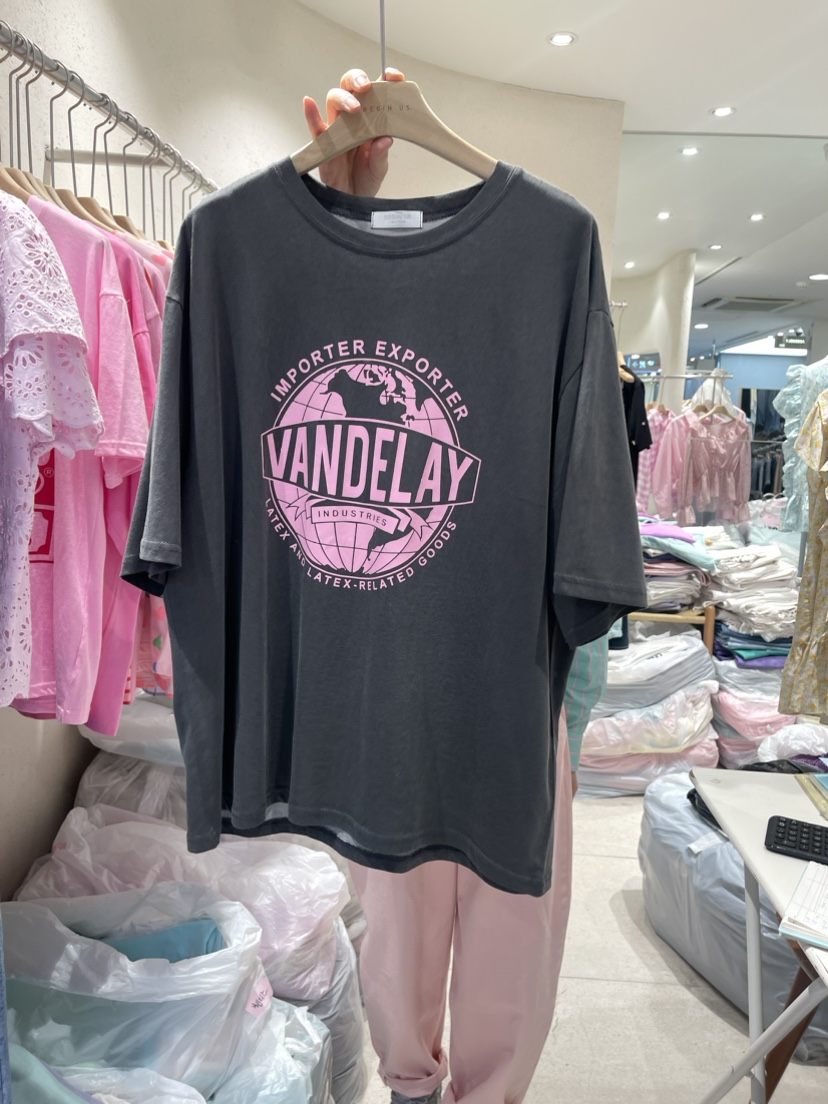 IMPORTER EXPORTER
VANDELAY
INDUSTRIES
LATEX AND LATEX-RELATED GOODS